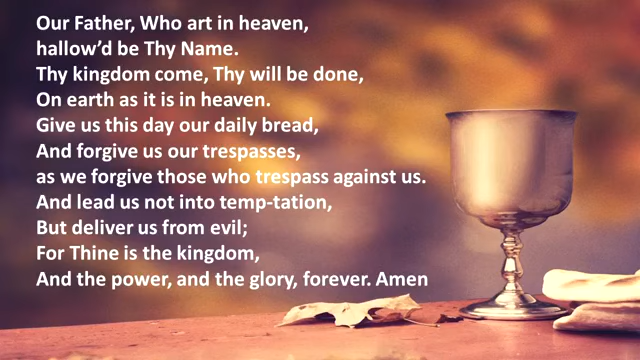 Our Father, Who art in heaven,
hallow’d be Thy Name.
Thy kingdom come, Thy will be done,
On earth as it is in heaven.
Give us this day our daily bread,
And forgive us our trespasses,
as we forgive those who trespass against us.
And lead us not into temp-tation,
But deliver us from evil;
For Thine is the kingdom,
And the power, and the glory, forever. Amen